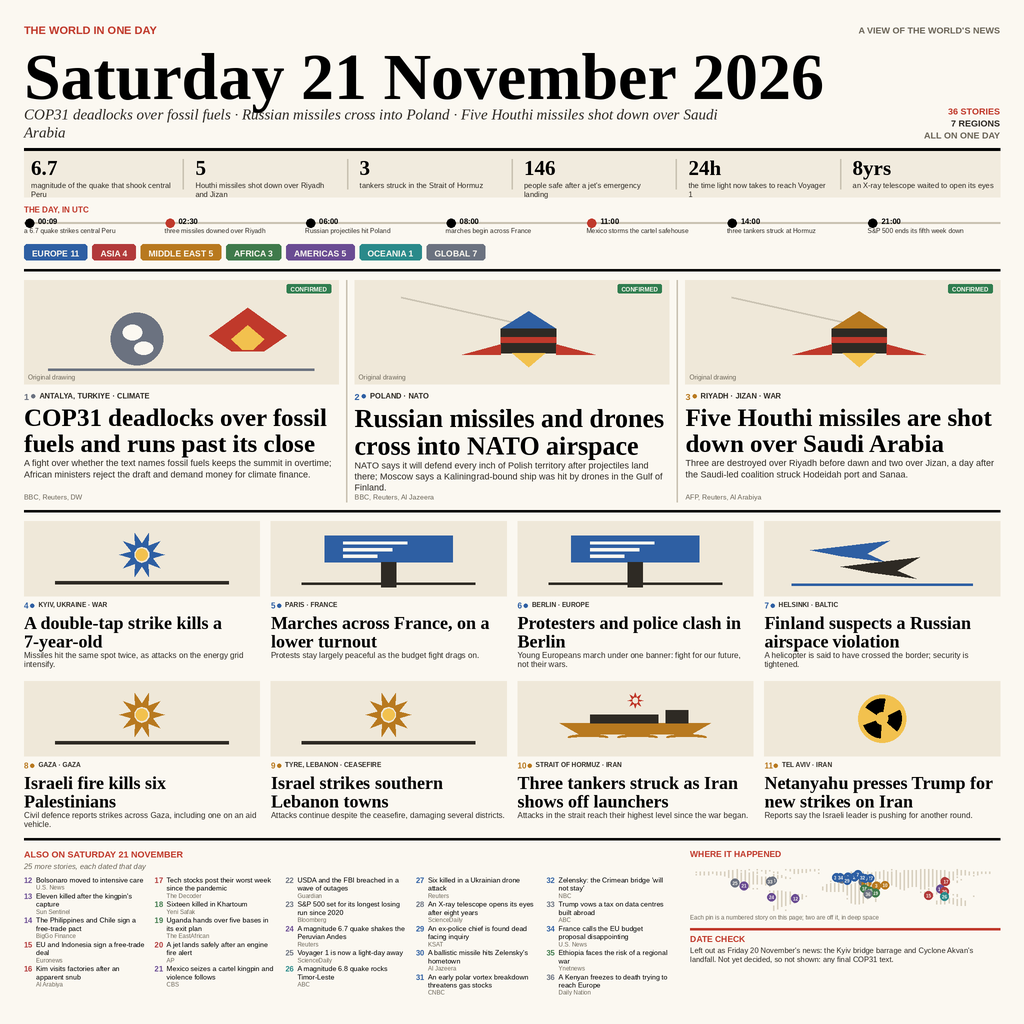 THE WORLD IN ONE DAY
A VIEW OF THE WORLD'S NEWS
Saturday 21 November 2026
COP31 deadlocks over fossil fuels · Russian missiles cross into Poland · Five Houthi missiles shot down over Saudi
Arabia
36 STORIES
7 REGIONS
ALL ON ONE DAY
6.7
magnitude of the quake that shook central
Peru
5
Houthi missiles shot down over Riyadh
and Jizan
3
tankers struck in the Strait of Hormuz
146
people safe after a jet's emergency
landing
24h
the time light now takes to reach Voyager
1
8yrs
an X-ray telescope waited to open its eyes
THE DAY, IN UTC
00:09
a 6.7 quake strikes central Peru
02:30
three missiles downed over Riyadh
06:00
Russian projectiles hit Poland
08:00
marches begin across France
11:00
Mexico storms the cartel safehouse
14:00
three tankers struck at Hormuz
21:00
S&P 500 ends its fifth week down
EUROPE 11
ASIA 4
MIDDLE EAST 5
AFRICA 3
AMERICAS 5
OCEANIA 1
GLOBAL 7
CONFIRMED
Original drawing
1 ANTALYA, TURKIYE · CLIMATE
COP31 deadlocks over fossil
fuels and runs past its close
A fight over whether the text names fossil fuels keeps the summit in overtime;
African ministers reject the draft and demand money for climate finance.
BBC, Reuters, DW
CONFIRMED
Original drawing
2 POLAND · NATO
Russian missiles and drones
cross into NATO airspace
NATO says it will defend every inch of Polish territory after projectiles land
there; Moscow says a Kaliningrad-bound ship was hit by drones in the Gulf of
Finland.
BBC, Reuters, Al Jazeera
CONFIRMED
Original drawing
3 RIYADH · JIZAN · WAR
Five Houthi missiles are shot
down over Saudi Arabia
Three are destroyed over Riyadh before dawn and two over Jizan, a day after
the Saudi-led coalition struck Hodeidah port and Sanaa.
AFP, Reuters, Al Arabiya
4 KYIV, UKRAINE · WAR
A double-tap strike kills a
7-year-old
Missiles hit the same spot twice, as attacks on the energy grid
intensify.
5 PARIS · FRANCE
Marches across France, on a
lower turnout
Protests stay largely peaceful as the budget fight drags on.
6 BERLIN · EUROPE
Protesters and police clash in
Berlin
Young Europeans march under one banner: fight for our future,
not their wars.
7 HELSINKI · BALTIC
Finland suspects a Russian
airspace violation
A helicopter is said to have crossed the border; security is
tightened.
8 GAZA · GAZA
Israeli fire kills six
Palestinians
Civil defence reports strikes across Gaza, including one on an aid
vehicle.
9 TYRE, LEBANON · CEASEFIRE
Israel strikes southern
Lebanon towns
Attacks continue despite the ceasefire, damaging several districts.
10 STRAIT OF HORMUZ · IRAN
Three tankers struck as Iran
shows off launchers
Attacks in the strait reach their highest level since the war began.
11 TEL AVIV · IRAN
Netanyahu presses Trump for
new strikes on Iran
Reports say the Israeli leader is pushing for another round.
ALSO ON SATURDAY 21 NOVEMBER
25 more stories, each dated that day
12 Bolsonaro moved to intensive care
U.S. News
13 Eleven killed after the kingpin's
capture
Sun Sentinel
14 The Philippines and Chile sign a
free-trade pact
BigGo Finance
15 EU and Indonesia sign a free-trade
deal
Euronews
16 Kim visits factories after an
apparent snub
Al Arabiya
17 Tech stocks post their worst week
since the pandemic
The Decoder
18 Sixteen killed in Khartoum
Yeni Safak
19 Uganda hands over five bases in
its exit plan
The EastAfrican
20 A jet lands safely after an engine
fire alert
AP
21 Mexico seizes a cartel kingpin and
violence follows
CBS
22 USDA and the FBI breached in a
wave of outages
Guardian
23 S&P 500 set for its longest losing
run since 2020
Bloomberg
24 A magnitude 6.7 quake shakes the
Peruvian Andes
Reuters
25 Voyager 1 is now a light-day away
ScienceDaily
26 A magnitude 6.8 quake rocks
Timor-Leste
ABC
27 Six killed in a Ukrainian drone
attack
Reuters
28 An X-ray telescope opens its eyes
after eight years
ScienceDaily
29 An ex-police chief is found dead
facing inquiry
KSAT
30 A ballistic missile hits Zelensky's
hometown
Al Jazeera
31 An early polar vortex breakdown
threatens gas stocks
CNBC
32 Zelensky: the Crimean bridge 'will
not stay'
NBC
33 Trump vows a tax on data centres
built abroad
ABC
34 France calls the EU budget
proposal disappointing
U.S. News
35 Ethiopia faces the risk of a regional
war
Ynetnews
36 A Kenyan freezes to death trying to
reach Europe
Daily Nation
WHERE IT HAPPENED
Each pin is a numbered story on this page; two are off it, in deep space
DATE CHECK
Left out as Friday 20 November's news: the Kyiv bridge barrage and Cyclone Akvan's
landfall. Not yet decided, so not shown: any final COP31 text.